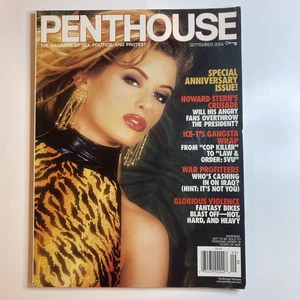 PENTHOUSE
THE MAGAZINE OF SEX, POLITICS, AND PROTEST
SEPTEMBER 2004
SPECIAL
ANNIVERSARY
ISSUE!
HOWARD STERN'S
CRUSADE
WILL HIS ANGRY
FANS OVERTHROW
THE PRESIDENT?
ICE-T'S GANGSTA
WRAP
FROM "COP KILLER"
TO "LAW &
ORDER: SVU"
WAR PROFITEERS
WHO'S CASHING
IN ON IRAQ?
(HINT: IT'S NOT YOU)
GLORIOUS VIOLENCE
FANTASY BIKES
BLAST OFF—HOT,
HARD, AND HEAVY
WARNING: